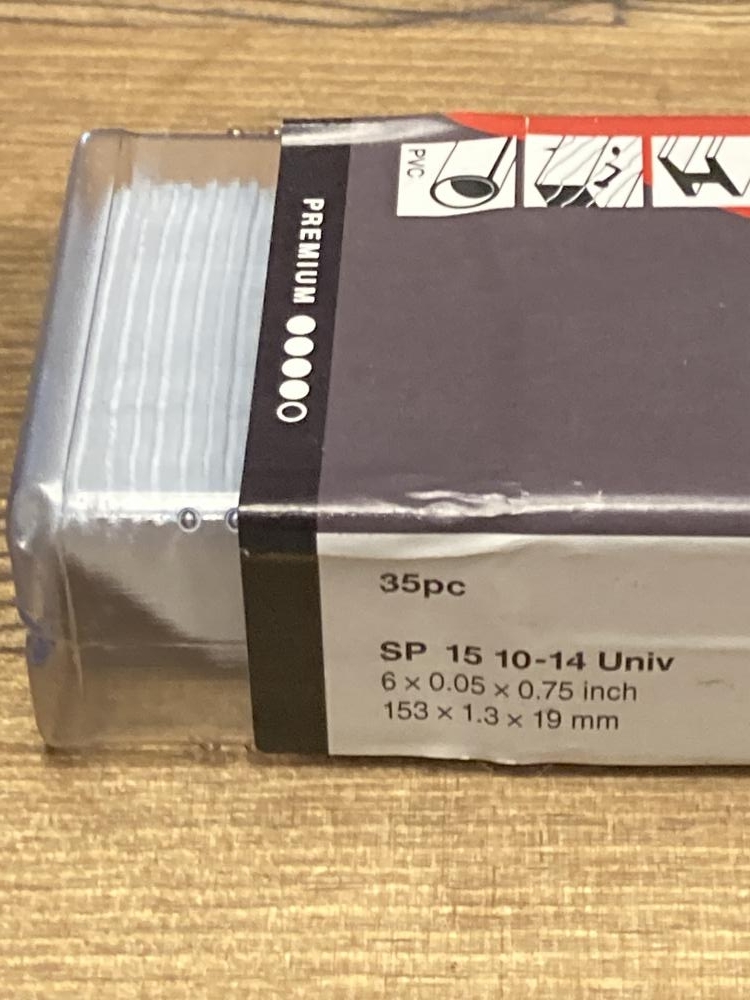 PVC
PREMIUM
35pc
SP 15 10-14 Univ
6 × 0.05 × 0.75 inch
153 × 1.3 × 19 mm